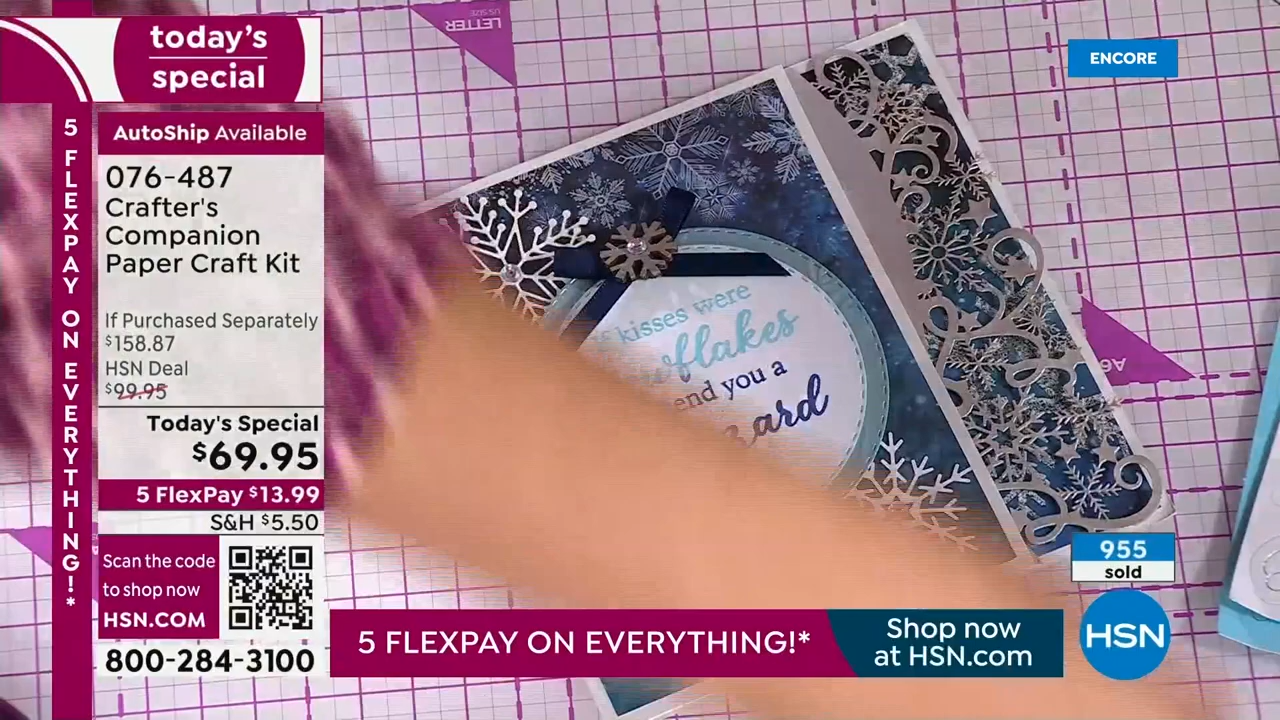 today's
special
ENCORE
5 FLEXPAY ON EVERYTHING!*
AutoShip Available
076-487
Crafter's
Companion
Paper Craft Kit
If Purchased Separately
$158.87
HSN Deal
$99.95
Today's Special
$69.95
5 FlexPay $13.99
S&H $5.50
Scan the code
to shop now
HSN.COM
800-284-3100
LETTER
US SIZE
kisses were
flakes
end you a
ard
A6
955
sold
5 FLEXPAY ON EVERYTHING!*
Shop now
at HSN.com
HSN